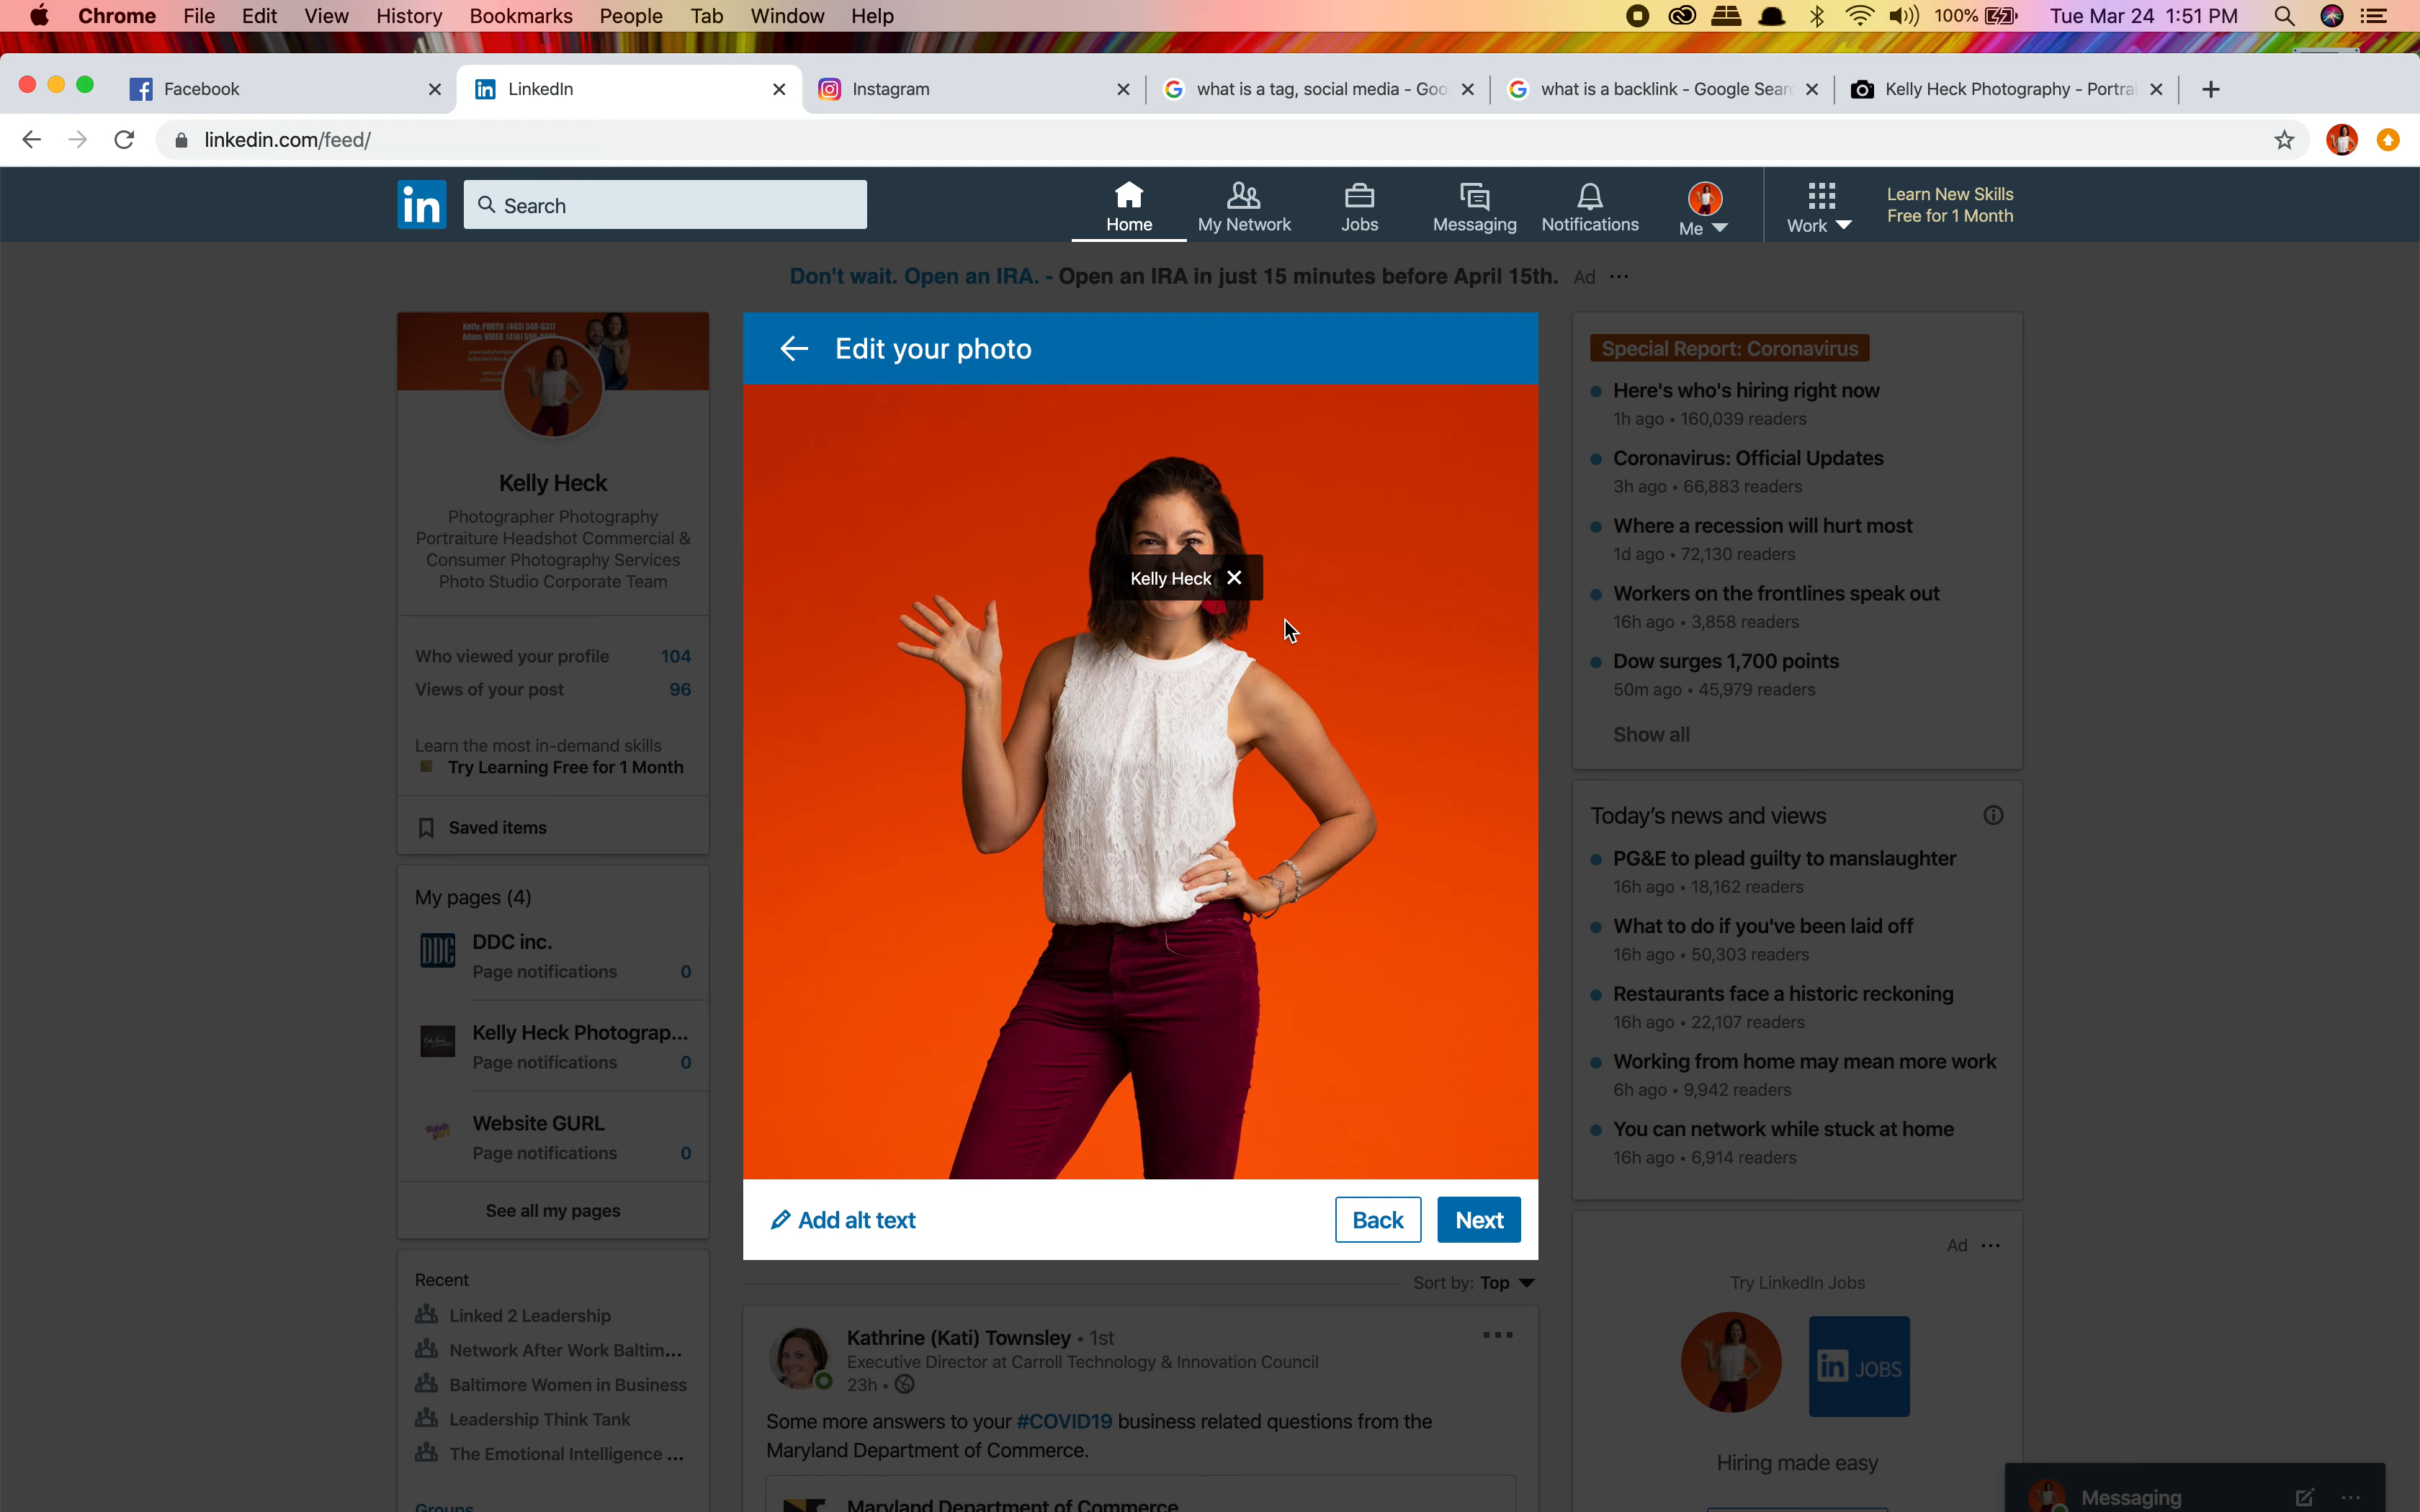 Chrome File Edit View History Bookmarks People Tab Window Help 100% Tue Mar 24 1:51 PM
Facebook LinkedIn Instagram what is a tag, social media - Goo what is a backlink - Google Sear Kelly Heck Photography - Portrai
linkedin.com/feed/
in Search Home My Network Jobs Messaging Notifications Me Work Learn New Skills
Free for 1 Month
Don't wait. Open an IRA. - Open an IRA in just 15 minutes before April 15th. Ad ...
Kelly: PHOTO (443) 340-6317
Adam: VIDEO (410)
Kelly Heck
Photographer Photography
Portraiture Headshot Commercial &
Consumer Photography Services
Photo Studio Corporate Team
Who viewed your profile 104
Views of your post 96
Learn the most in-demand skills
Try Learning Free for 1 Month
Saved items
My pages (4)
DDC
DDC inc.
Page notifications 0
Kelly Heck Photograp...
Page notifications 0
Website GURL
Page notifications 0
See all my pages
Recent
Linked 2 Leadership
Network After Work Baltim...
Baltimore Women in Business
Leadership Think Tank
The Emotional Intelligence ...
Groups
Edit your photo
Kelly Heck
Add alt text Back Next
Sort by: Top
Kathrine (Kati) Townsley • 1st
Executive Director at Carroll Technology & Innovation Council
23h •
Some more answers to your #COVID19 business related questions from the
Maryland Department of Commerce.
Maryland Department of Commerce
Special Report: Coronavirus
Here's who's hiring right now
1h ago • 160,039 readers
Coronavirus: Official Updates
3h ago • 66,883 readers
Where a recession will hurt most
1d ago • 72,130 readers
Workers on the frontlines speak out
16h ago • 3,858 readers
Dow surges 1,700 points
50m ago • 45,979 readers
Show all
Today's news and views
PG&E to plead guilty to manslaughter
16h ago • 18,162 readers
What to do if you've been laid off
16h ago • 50,303 readers
Restaurants face a historic reckoning
16h ago • 22,107 readers
Working from home may mean more work
6h ago • 9,942 readers
You can network while stuck at home
16h ago • 6,914 readers
Ad ...
Try LinkedIn Jobs
in JOBS
Hiring made easy
Messaging